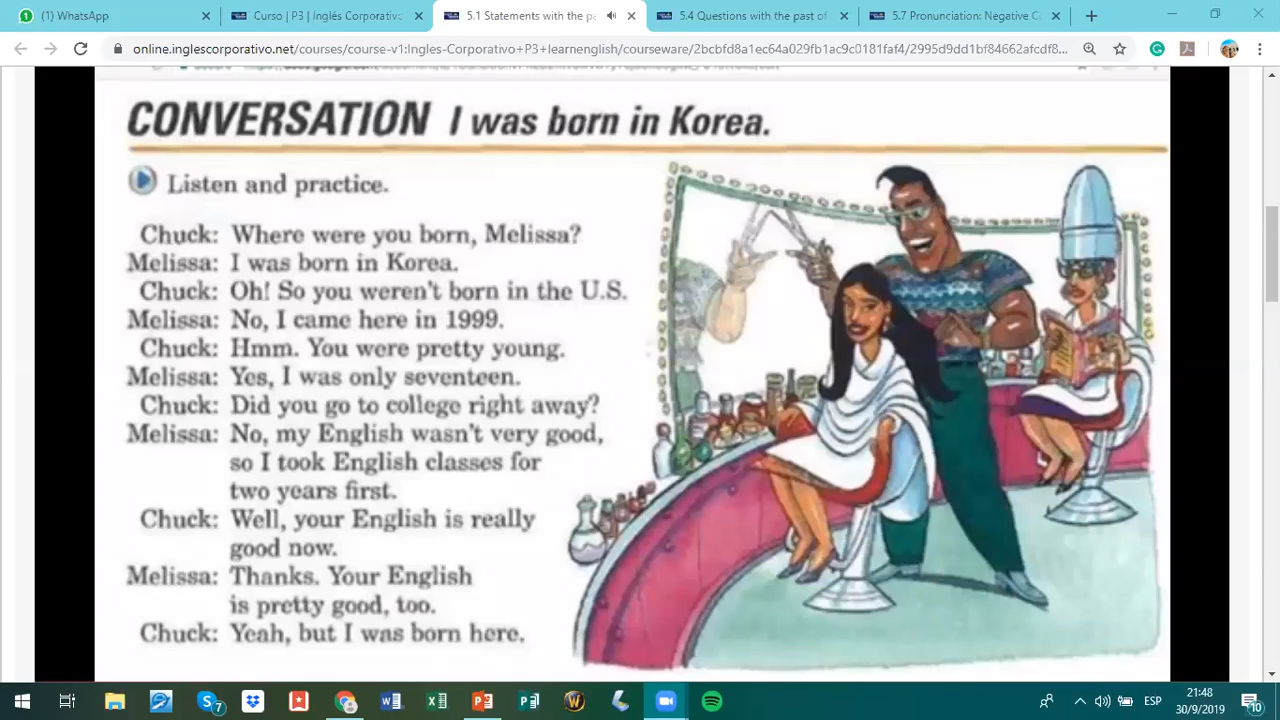 (1) WhatsApp
Curso | P3 | Inglés Corporativo
5.1 Statements with the pa
5.4 Questions with the past of
5.7 Pronunciation: Negative C
online.inglescorporativo.net/courses/course-v1:Ingles-Corporativo+P3+learnenglish/courseware/2bcbfd8a1ec64a029fb1ac9c0181faf4/2995d9dd1bf84662afcdf8...
CONVERSATION I was born in Korea.
Listen and practice.
Chuck: Where were you born, Melissa?
Melissa: I was born in Korea.
Chuck: Oh! So you weren't born in the U.S.
Melissa: No, I came here in 1999.
Chuck: Hmm. You were pretty young.
Melissa: Yes, I was only seventeen.
Chuck: Did you go to college right away?
Melissa: No, my English wasn't very good,
so I took English classes for
two years first.
Chuck: Well, your English is really
good now.
Melissa: Thanks. Your English
is pretty good, too.
Chuck: Yeah, but I was born here.
ESP
21:48
30/9/2019
10